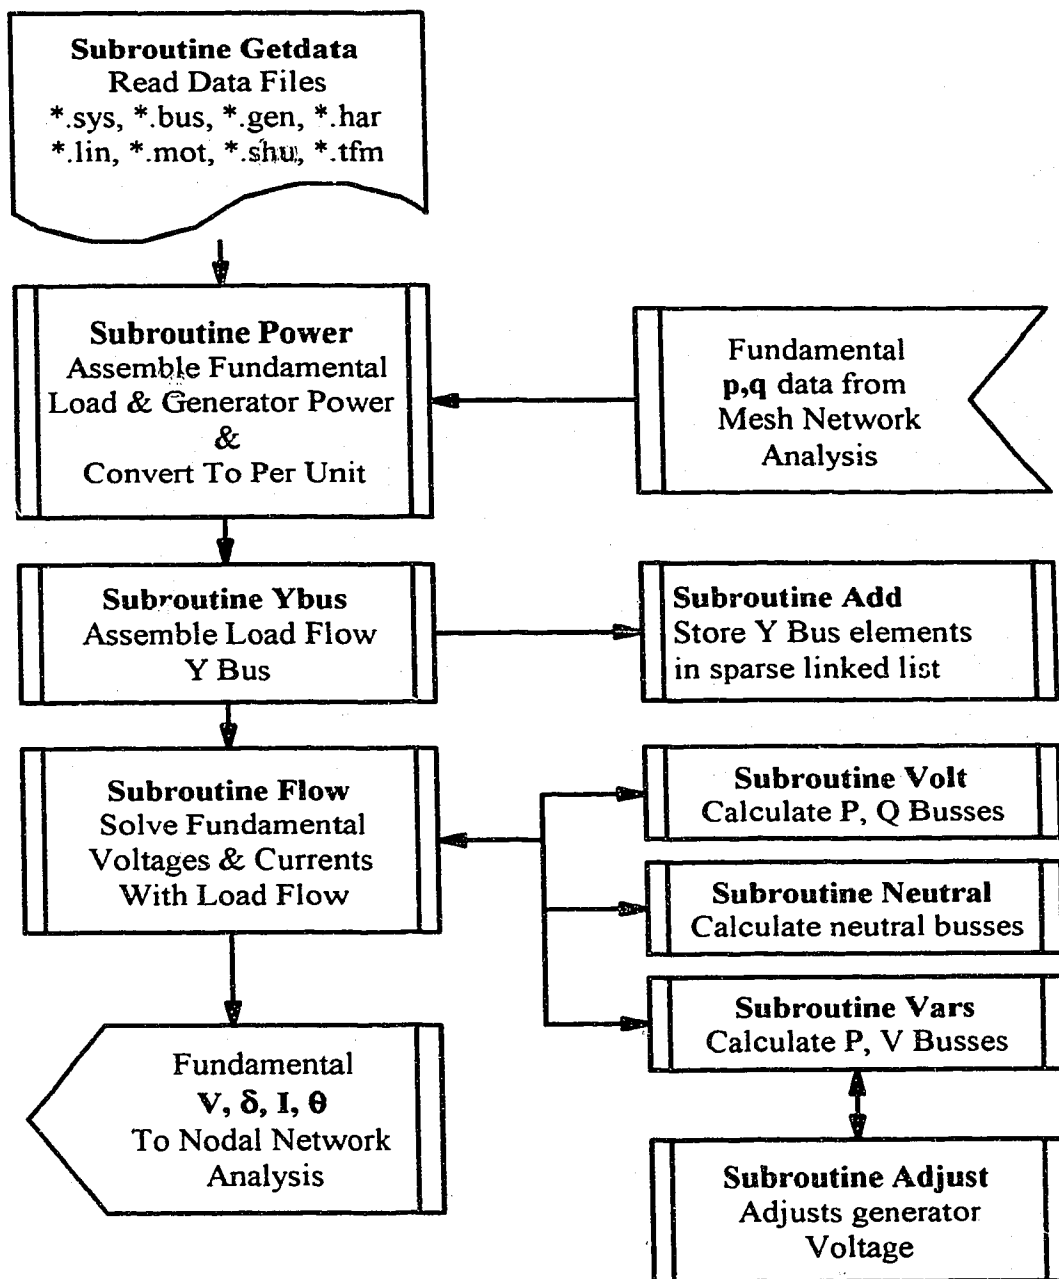 Subroutine Getdata
Read Data Files
*.sys, *.bus, *.gen, *.har
*.lin, *.mot, *.shu, *.tfm
Subroutine Power
Assemble Fundamental
Load & Generator Power
&
Convert To Per Unit
Fundamental
p,q data from
Mesh Network
Analysis
Subroutine Ybus
Assemble Load Flow
Y Bus
Subroutine Add
Store Y Bus elements
in sparse linked list
Subroutine Flow
Solve Fundamental
Voltages & Currents
With Load Flow
Subroutine Volt
Calculate P, Q Busses
Subroutine Neutral
Calculate neutral busses
Subroutine Vars
Calculate P, V Busses
Fundamental
V, δ, I, θ
To Nodal Network
Analysis
Subroutine Adjust
Adjusts generator
Voltage